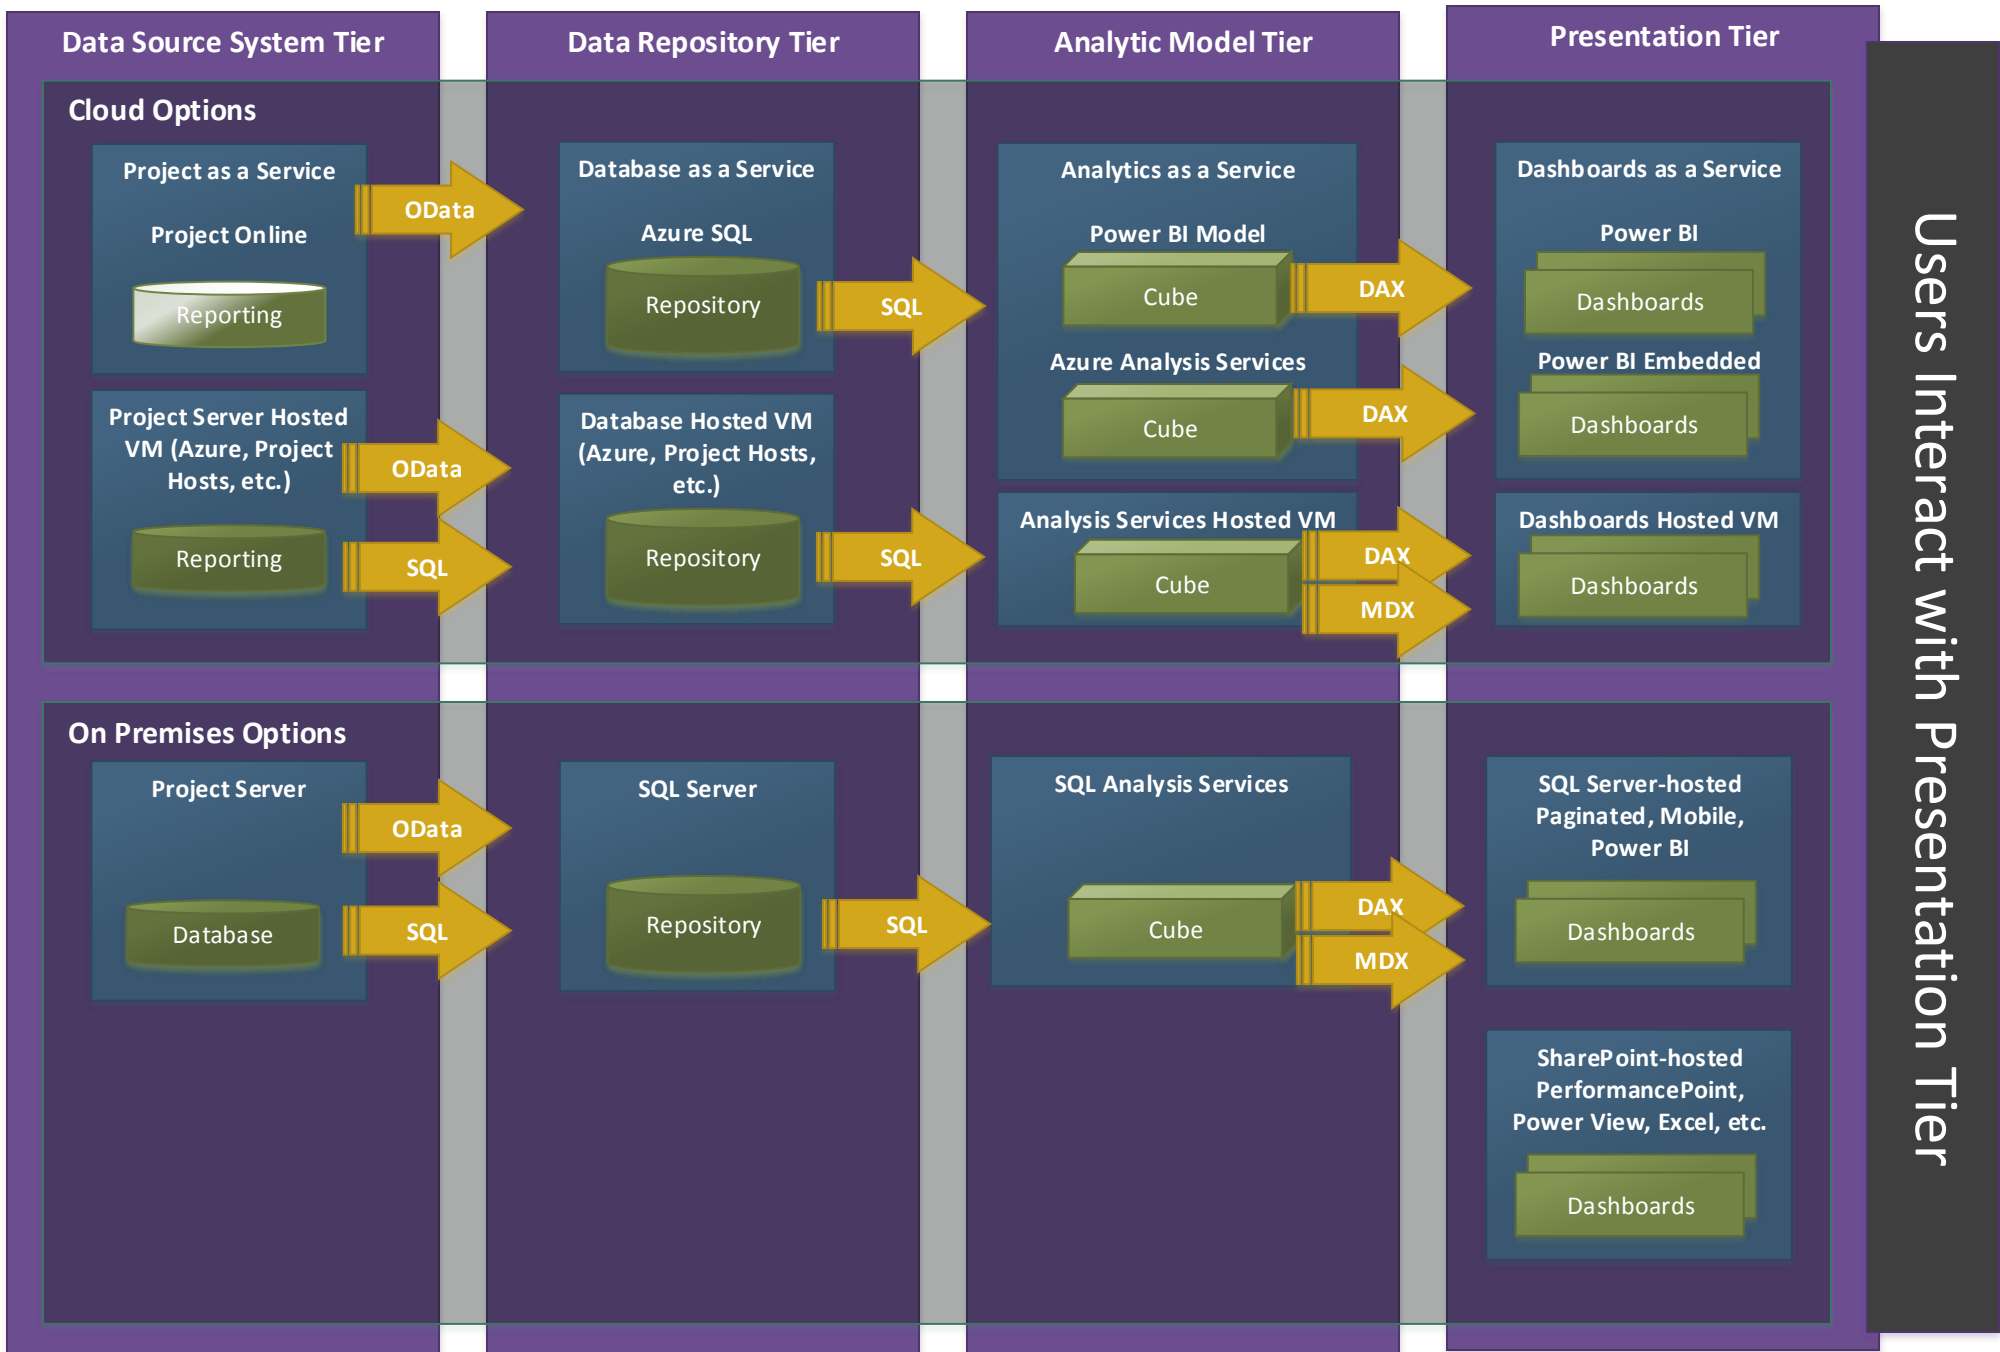 Data Source System Tier
Data Repository Tier
Analytic Model Tier
Presentation Tier
Cloud Options
Project as a Service
Project Online
Reporting
OData
Database as a Service
Azure SQL
Repository
SQL
Analytics as a Service
Power BI Model
Cube
DAX
Azure Analysis Services
Cube
DAX
Dashboards as a Service
Power BI
Dashboards
Power BI Embedded
Dashboards
Project Server Hosted
VM (Azure, Project
Hosts, etc.)
Reporting
OData
SQL
Database Hosted VM
(Azure, Project Hosts,
etc.)
Repository
SQL
Analysis Services Hosted VM
Cube
DAX
MDX
Dashboards Hosted VM
Dashboards
On Premises Options
Project Server
Database
OData
SQL
SQL Server
Repository
SQL
SQL Analysis Services
Cube
DAX
MDX
SQL Server-hosted
Paginated, Mobile,
Power BI
Dashboards
SharePoint-hosted
PerformancePoint,
Power View, Excel, etc.
Dashboards
Users Interact with Presentation Tier